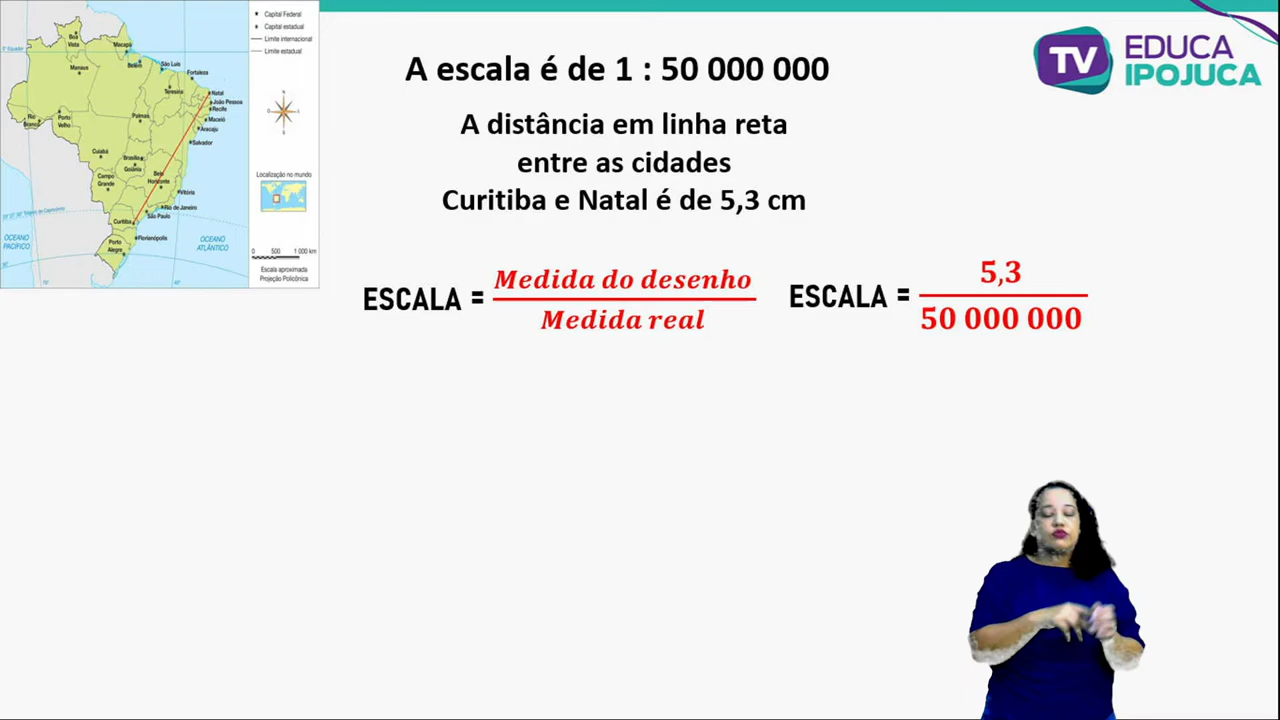 Capital Federal
Capital estadual
Limite internacional
Limite estadual
Boa Vista
Macapá
0° Equador
Manaus
Belém
São Luís
Fortaleza
Teresina
Natal
João Pessoa
Recife
Maceió
Aracaju
Salvador
Palmas
Porto Velho
Rio Branco
Cuiabá
Brasília
Goiânia
Campo Grande
Belo Horizonte
Vitória
Rio de Janeiro
São Paulo
Curitiba
Florianópolis
Porto Alegre
OCEANO PACÍFICO
OCEANO ATLÂNTICO
N
S
Localização no mundo
0 500 1 000 km
Escala aproximada
Projeção Policônica
A escala é de 1 : 50 000 000
A distância em linha reta
entre as cidades
Curitiba e Natal é de 5,3 cm
TV EDUCA
IPOJUCA
ESCALA = Medida do desenho
Medida real
ESCALA = 5,3
50 000 000